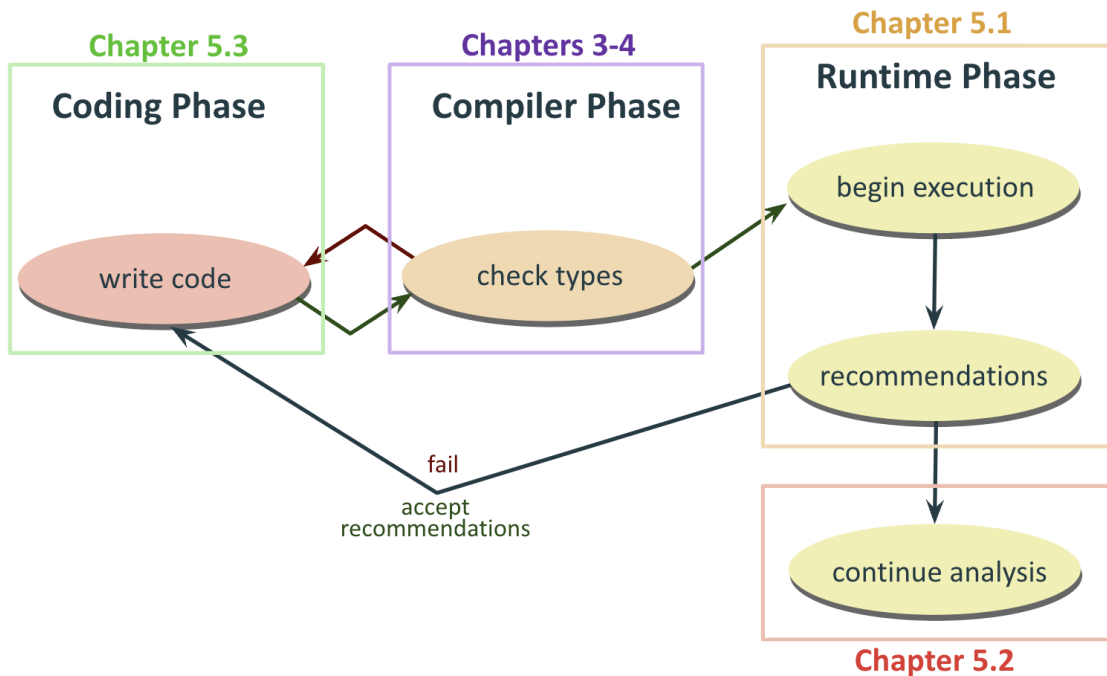 Chapter 5.3
Coding Phase
write code
Chapters 3-4
Compiler Phase
check types
Chapter 5.1
Runtime Phase
begin execution
recommendations
fail
accept
recommendations
continue analysis
Chapter 5.2